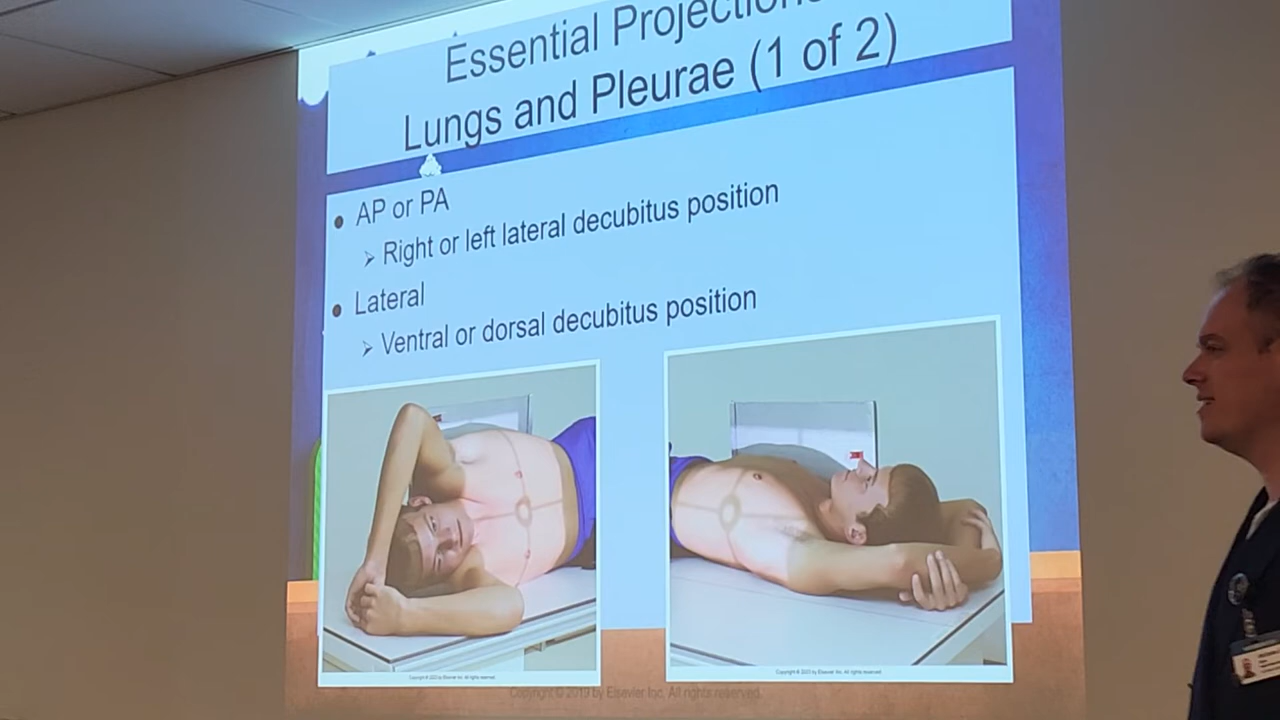 Essential Projections
Lungs and Pleurae (1 of 2)
• AP or PA
➢ Right or left lateral decubitus position
• Lateral
➢ Ventral or dorsal decubitus position
Copyright © 2019 by Elsevier Inc. All rights reserved.